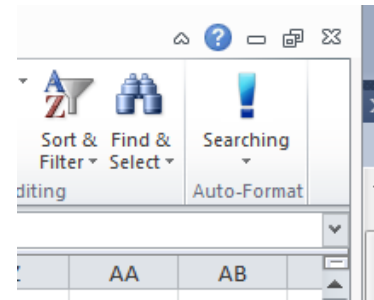 Sort & Find & Searching
Filter Select
diting Auto-Format
AA AB